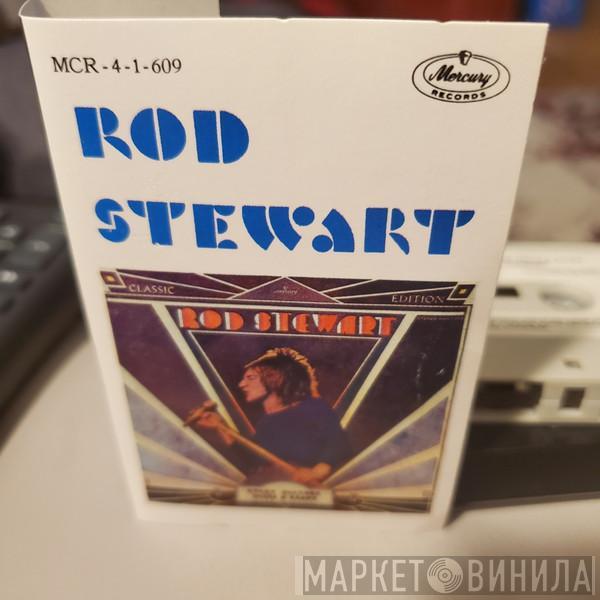 MCR-4-1-609
Mercury
RECORDS
ROD
STEWART
CLASSIC
EDITION
ROD STEWART
МАРКЕТ ВИНИЛА